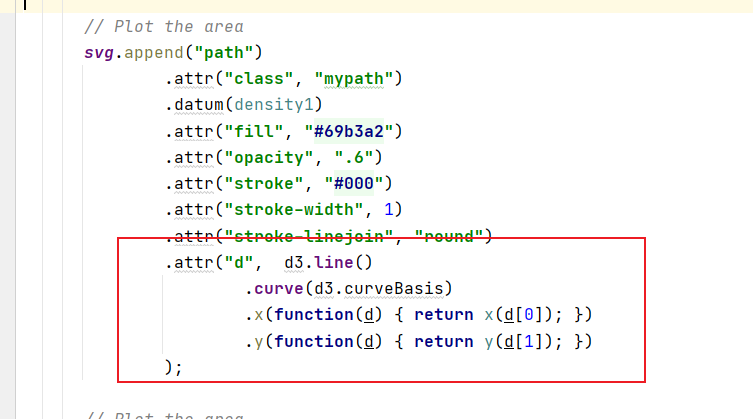 // Plot the area
svg.append("path")
.attr("class", "mypath")
.datum(density1)
.attr("fill", "#69b3a2")
.attr("opacity", ".6")
.attr("stroke", "#000")
.attr("stroke-width", 1)
.attr("stroke-linejoin", "round")
.attr("d",  d3.line()
.curve(d3.curveBasis)
.x(function(d) { return x(d[0]); })
.y(function(d) { return y(d[1]); })
);
// Plot the area